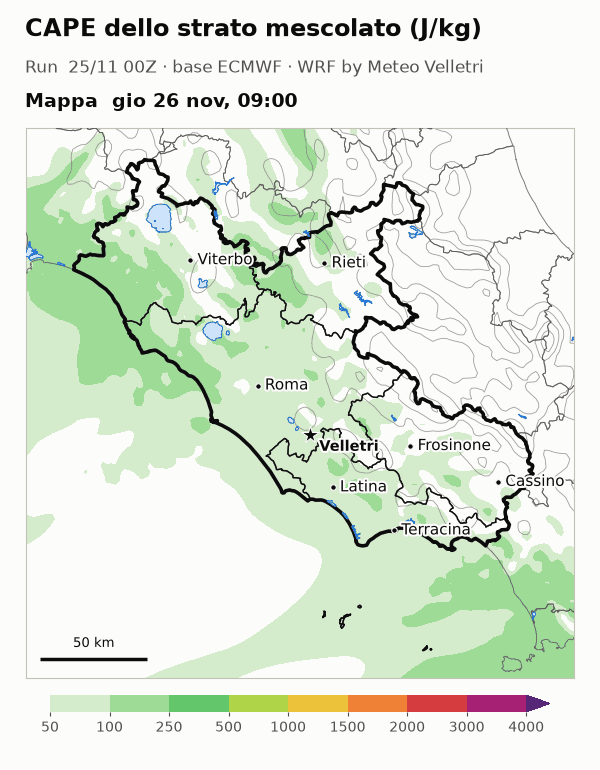 CAPE dello strato mescolato (J/kg)
Run  25/11 00Z · base ECMWF · WRF by Meteo Velletri
Mappa  gio 26 nov, 09:00
Viterbo
Rieti
Roma
Velletri
Frosinone
Latina
Cassino
Terracina
50 km
50 100 250 500 1000 1500 2000 3000 4000